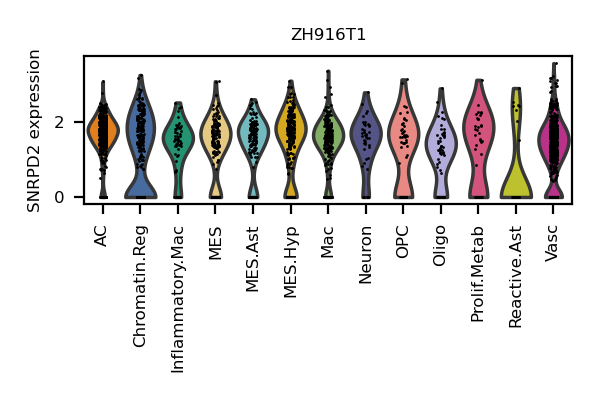 ZH916T1
SNRPD2 expression
2
0
AC
Chromatin.Reg
Inflammatory.Mac
MES
MES.Ast
MES.Hyp
Mac
Neuron
OPC
Oligo
Prolif.Metab
Reactive.Ast
Vasc